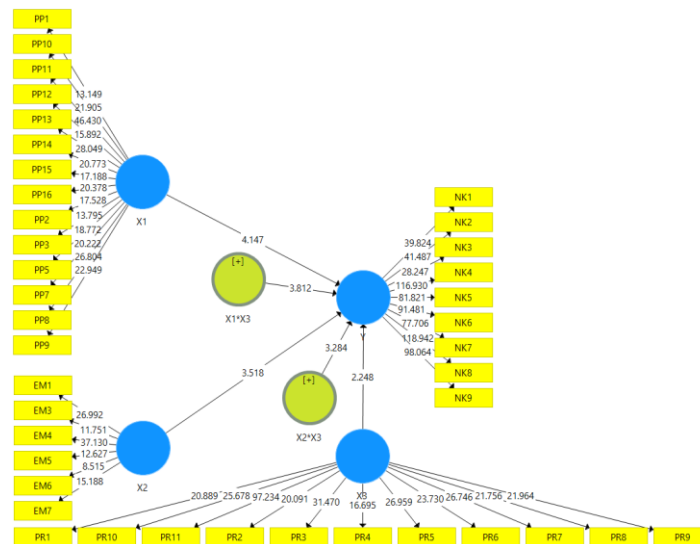 PP1
PP10
PP11
PP12
PP13
PP14
PP15
PP16
PP2
PP3
PP5
PP7
PP8
PP9
13.149
21.905
46.430
15.892
28.049
20.773
17.188
20.378
17.528
13.795
18.772
20.222
26.804
22.949
X1
4.147
[+]
3.812
X1*X3
NK1
NK2
NK3
NK4
NK5
NK6
NK7
NK8
NK9
39.824
41.487
28.247
116.930
81.821
91.481
77.706
118.942
98.064
Y
3.284
[+]
X2*X3
3.518
2.248
EM1
EM3
EM4
EM5
EM6
EM7
26.992
11.751
37.130
12.627
8.515
15.188
X2
X3
20.889 25.678 97.234 20.091 31.470 16.695 26.959 23.730 26.746 21.756 21.964
PR1 PR10 PR11 PR2 PR3 PR4 PR5 PR6 PR7 PR8 PR9